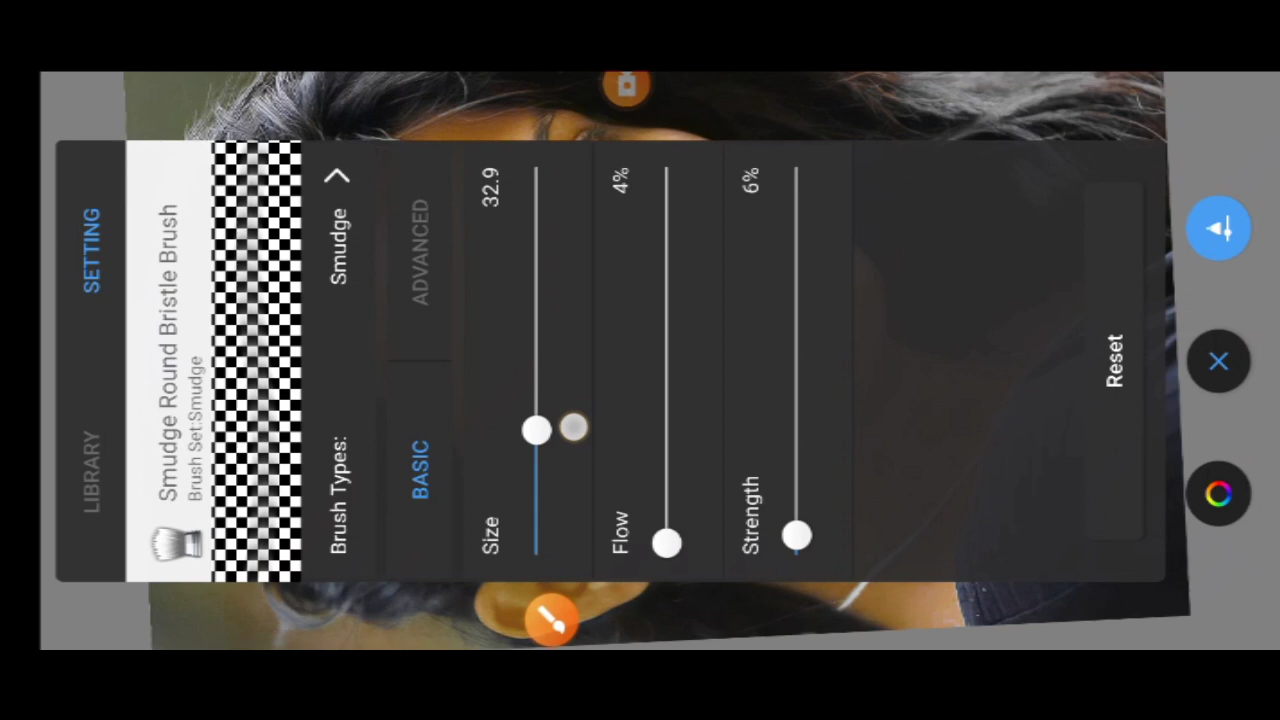 LIBRARY SETTING
Smudge Round Bristle Brush
Brush Set:Smudge
Brush Types: Smudge
BASIC ADVANCED
Size 32.9
Flow 4%
Strength 6%
Reset